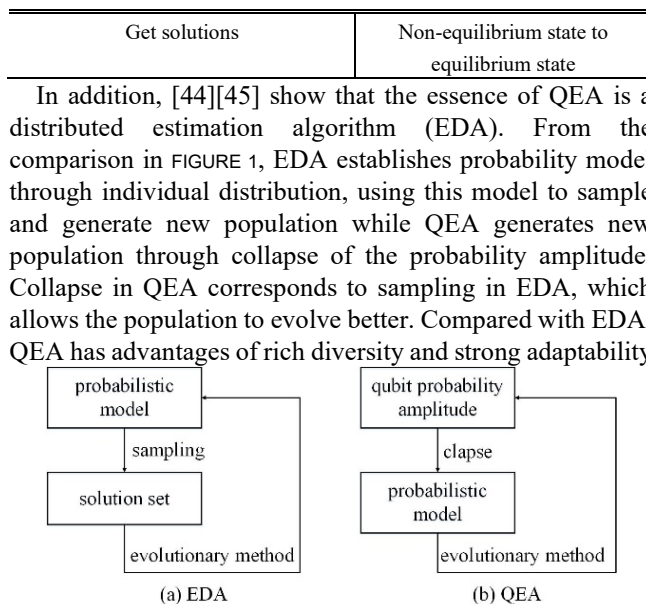 Get solutions
Non-equilibrium state to
equilibrium state
In addition, [44][45] show that the essence of QEA is a
distributed estimation algorithm (EDA). From the
comparison in FIGURE 1, EDA establishes probability model
through individual distribution, using this model to sample
and generate new population while QEA generates new
population through collapse of the probability amplitude
Collapse in QEA corresponds to sampling in EDA, which
allows the population to evolve better. Compared with EDA
QEA has advantages of rich diversity and strong adaptability
probabilistic
model
sampling
solution set
evolutionary method
(a) EDA
qubit probability
amplitude
clapse
probabilistic
model
evolutionary method
(b) QEA